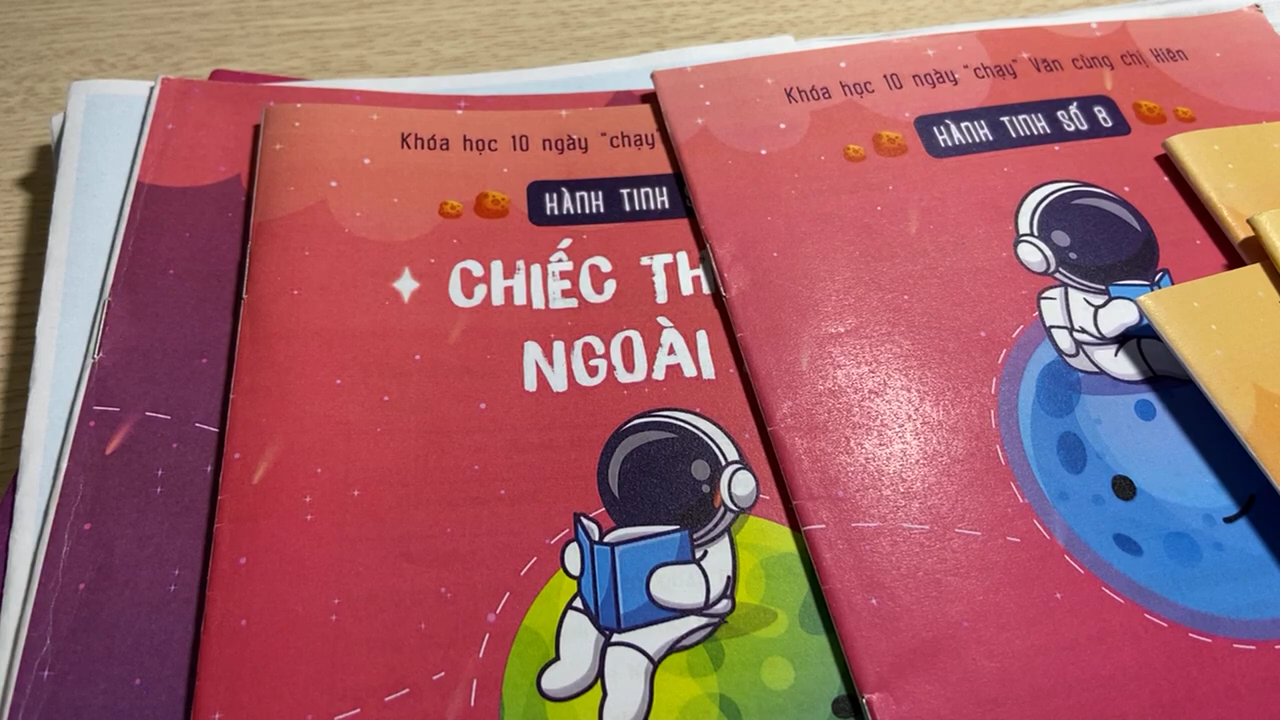 Khóa học 10 ngày "chạy"
HÀNH TINH
CHIẾC TH
NGOÀI
Khóa học 10 ngày "chạy" Văn cùng chị Hiên
HÀNH TINH SỐ 8